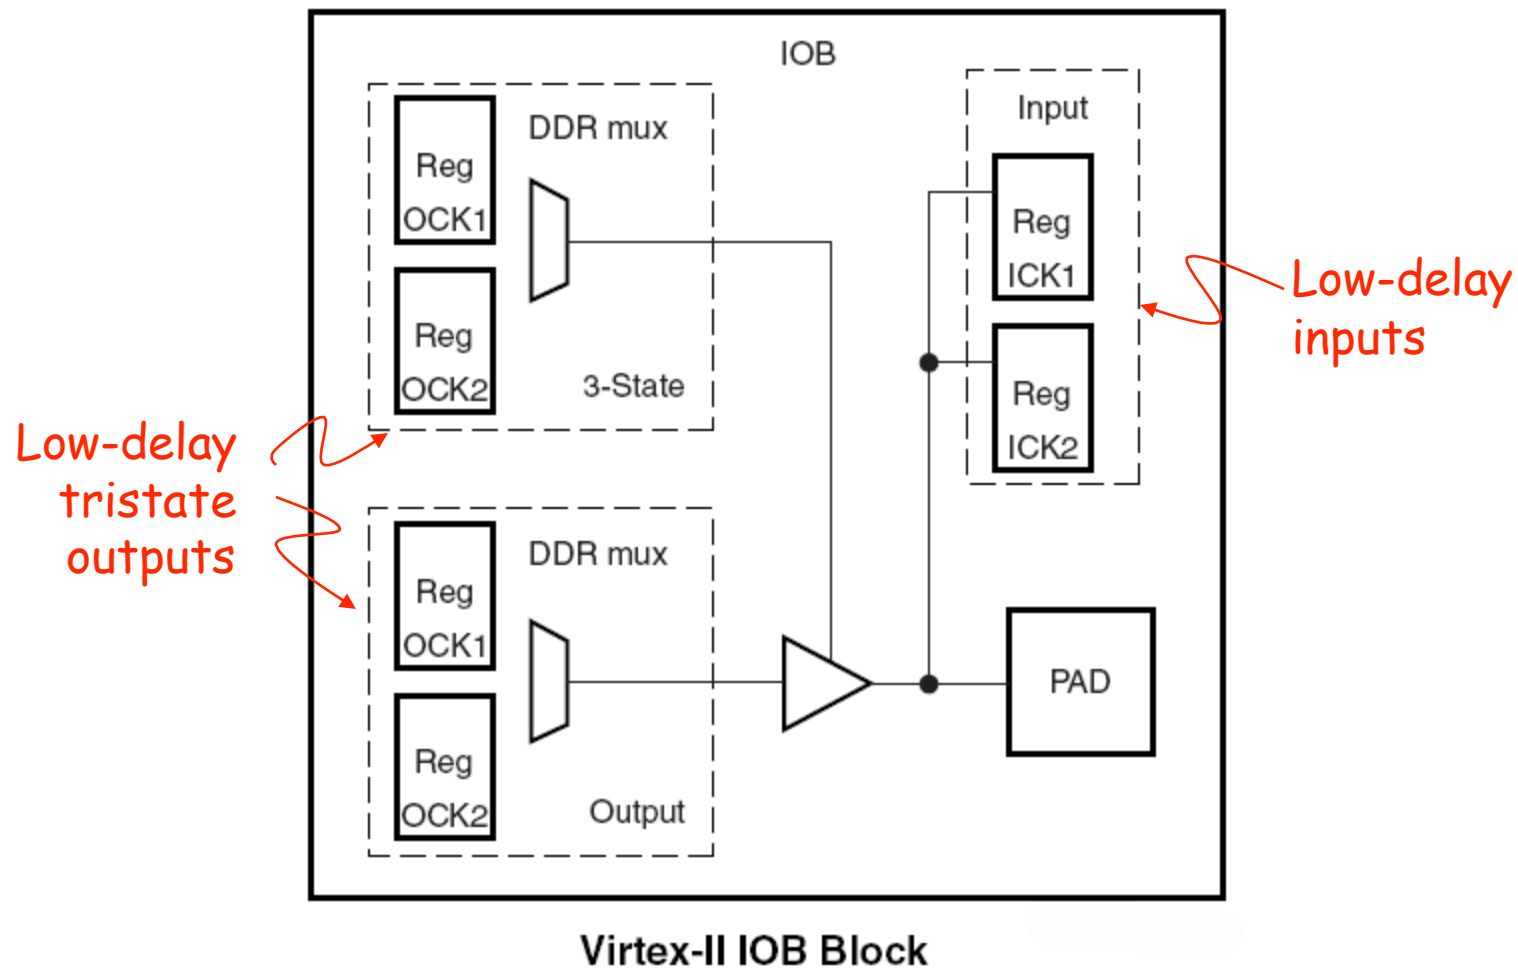 IOB
Reg
OCK1
DDR mux
Reg
OCK2
3-State
Input
Reg
ICK1
Reg
ICK2
Low-delay
inputs
Low-delay
tristate
outputs
Reg
OCK1
DDR mux
Reg
OCK2
Output
PAD
Virtex-II IOB Block